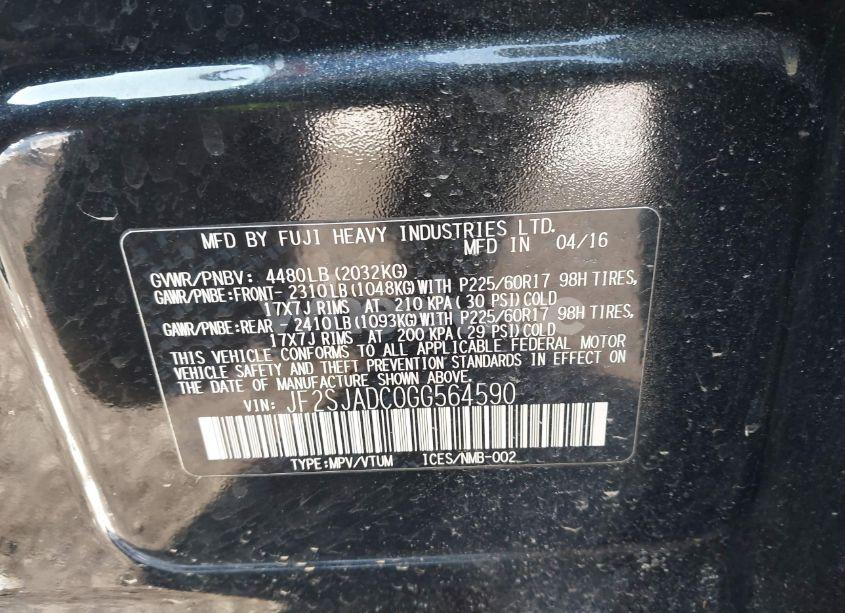 MFD BY FUJI HEAVY INDUSTRIES LTD.
MFD IN 04/16
GVWR/PNBV: 4480LB(2032KG)
GAWR/PNBE:FRONT- 2310LB(1048KG)WITH P225/60R17 98H TIRES,
17X7J RIMS AT 210 KPA( 30 PSI)COLD
GAWR/PNBE:REAR - 2410LB(1093KG)WITH P225/60R17 98H TIRES,
17X7J RIMS AT 200 KPA( 29 PSI)COLD
THIS VEHICLE CONFORMS TO ALL APPLICABLE FEDERAL MOTOR
VEHICLE SAFETY AND THEFT PREVENTION STANDARDS IN EFFECT ON
THE DATE OF MANUFACTURE SHOWN ABOVE.
VIN: JF2SJADC0GG564590
TYPE:MPV/VTUM ICES/NMB-002